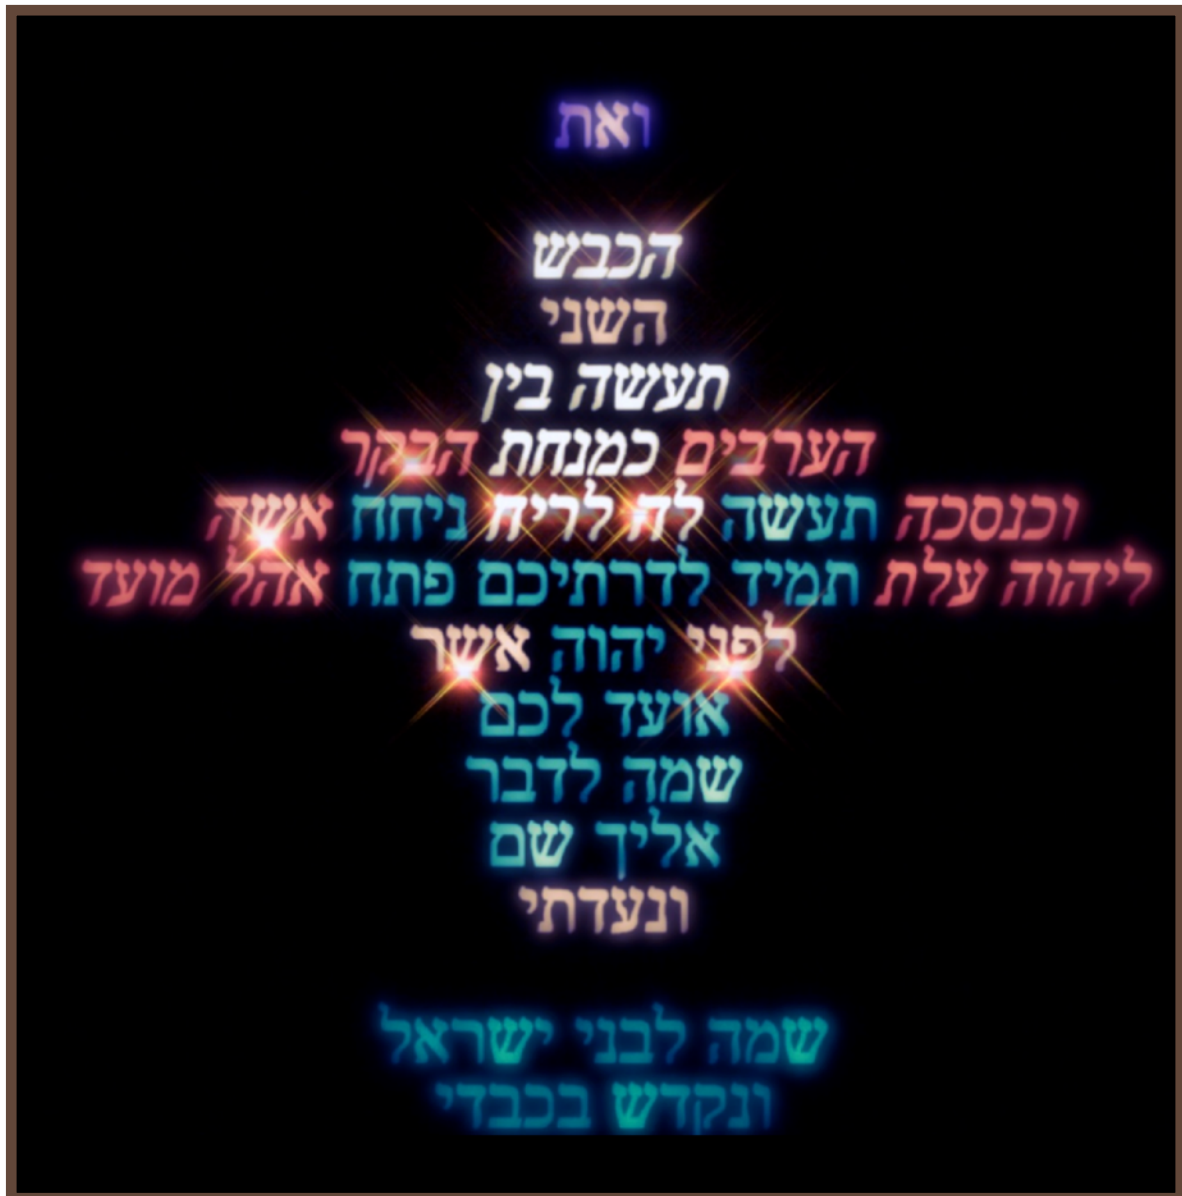 ואת
הכבש
השני
תעשה בין
הערבים כמנחת הבקר
וכנסכה תעשה לה לריח ניחח אשה
ליהוה עלת תמיד לדרתיכם פתח אהל מועד
לפני יהוה אשר
אועד לכם
שמה לדבר
אליך שם
ונעדתי
שמה לבני ישראל
ונקדש בכבדי